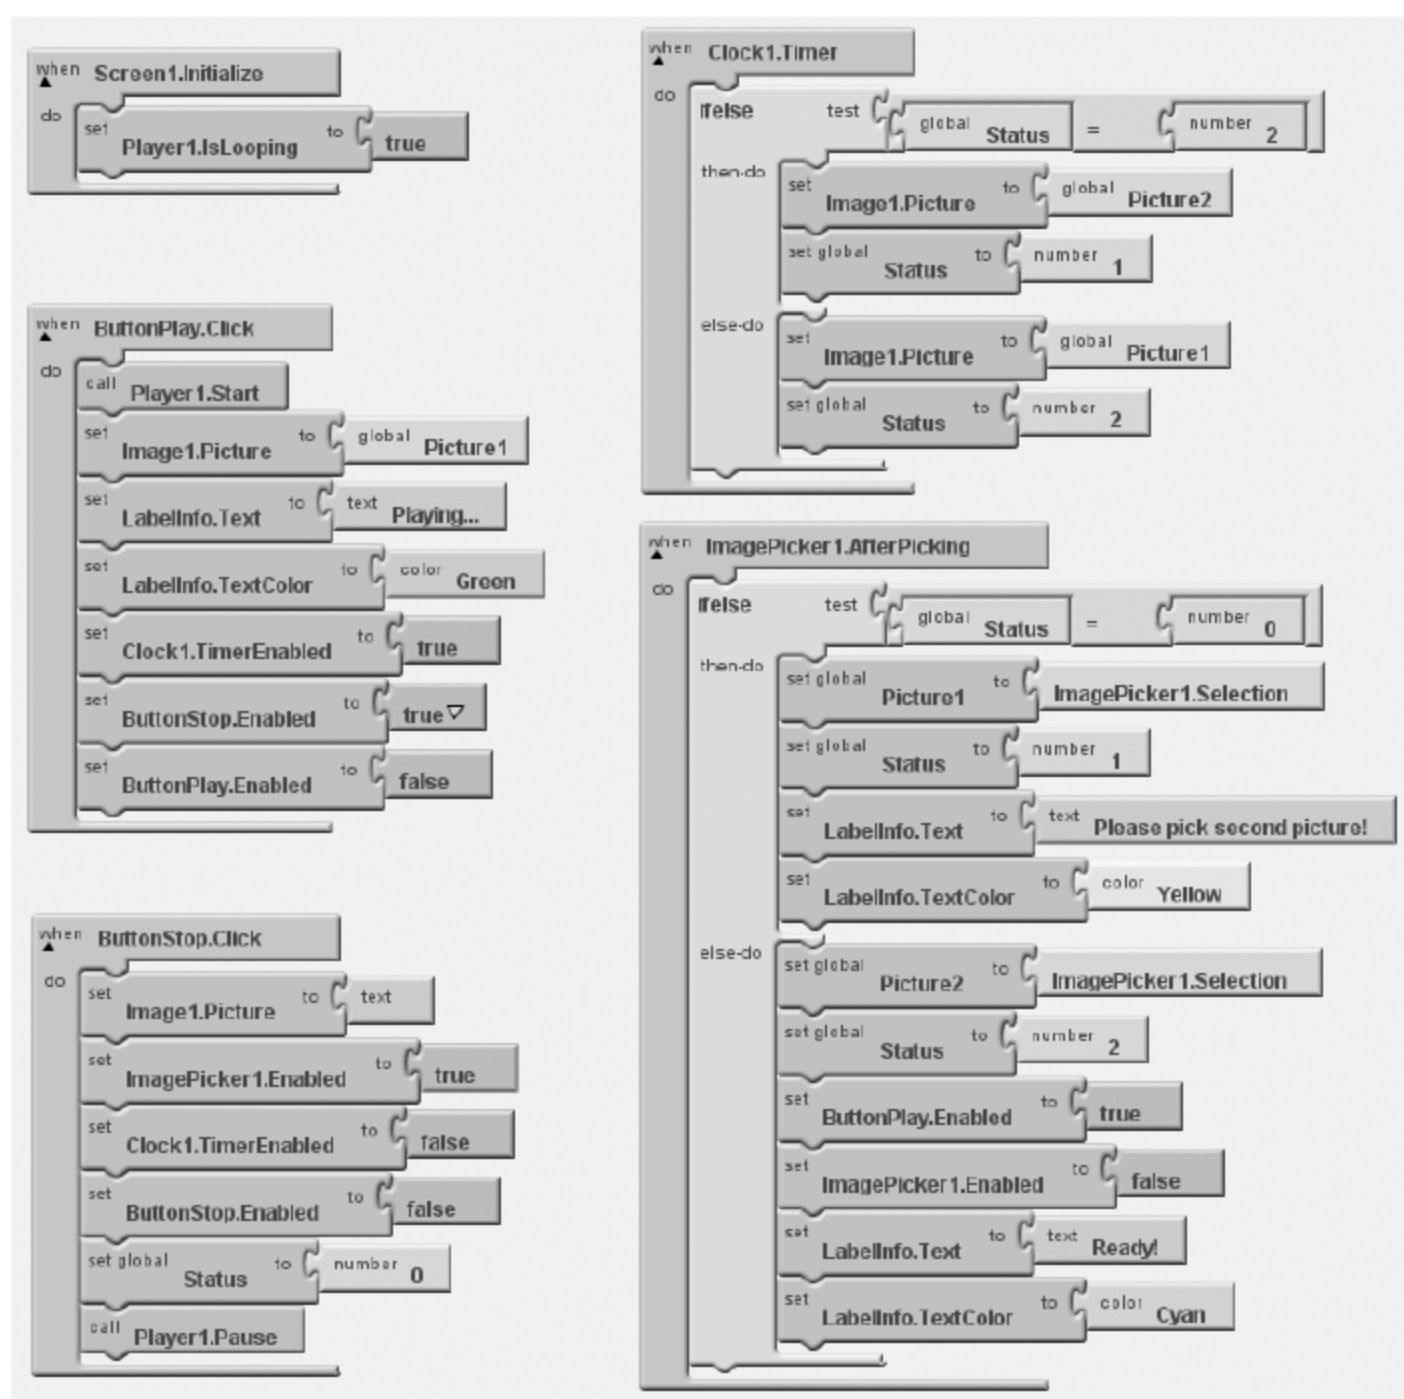 when Screen1.Initialize
do set Player1.IsLooping to true
when ButtonPlay.Click
do call Player1.Start
set Image1.Picture to global Picture1
set LabelInfo.Text to text Playing...
set LabelInfo.TextColor to color Green
set Clock1.TimerEnabled to true
set ButtonStop.Enabled to true
set ButtonPlay.Enabled to false
when ButtonStop.Click
do set Image1.Picture to text
set ImagePicker1.Enabled to true
set Clock1.TimerEnabled to false
set ButtonStop.Enabled to false
set global Status to number 0
call Player1.Pause
when Clock1.Timer
do ifelse test global Status = number 2
then-do set Image1.Picture to global Picture2
set global Status to number 1
else-do set Image1.Picture to global Picture1
set global Status to number 2
when ImagePicker1.AfterPicking
do ifelse test global Status = number 0
then-do set global Picture1 to ImagePicker1.Selection
set global Status to number 1
set LabelInfo.Text to text Please pick second picture!
set LabelInfo.TextColor to color Yellow
else-do set global Picture2 to ImagePicker1.Selection
set global Status to number 2
set ButtonPlay.Enabled to true
set ImagePicker1.Enabled to false
set LabelInfo.Text to text Ready!
set LabelInfo.TextColor to color Cyan